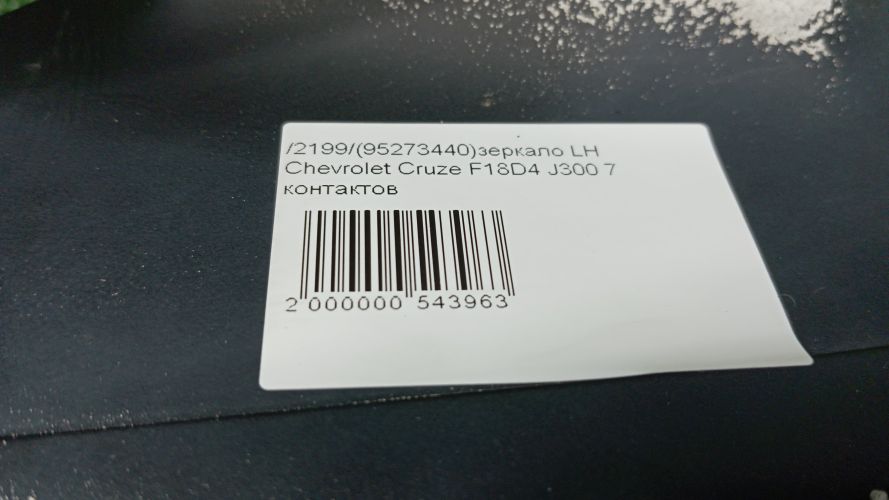 /2199/(95273440)зеркало LH
Chevrolet Cruze F18D4 J300 7
контактов
2 000000 543963